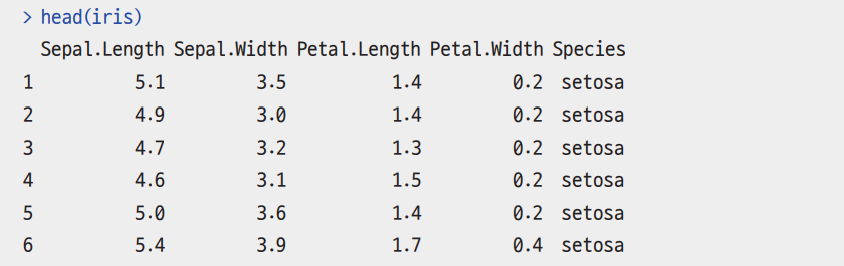 > head(iris)
Sepal.Length Sepal.Width Petal.Length Petal.Width Species
1 5.1 3.5 1.4 0.2 setosa
2 4.9 3.0 1.4 0.2 setosa
3 4.7 3.2 1.3 0.2 setosa
4 4.6 3.1 1.5 0.2 setosa
5 5.0 3.6 1.4 0.2 setosa
6 5.4 3.9 1.7 0.4 setosa